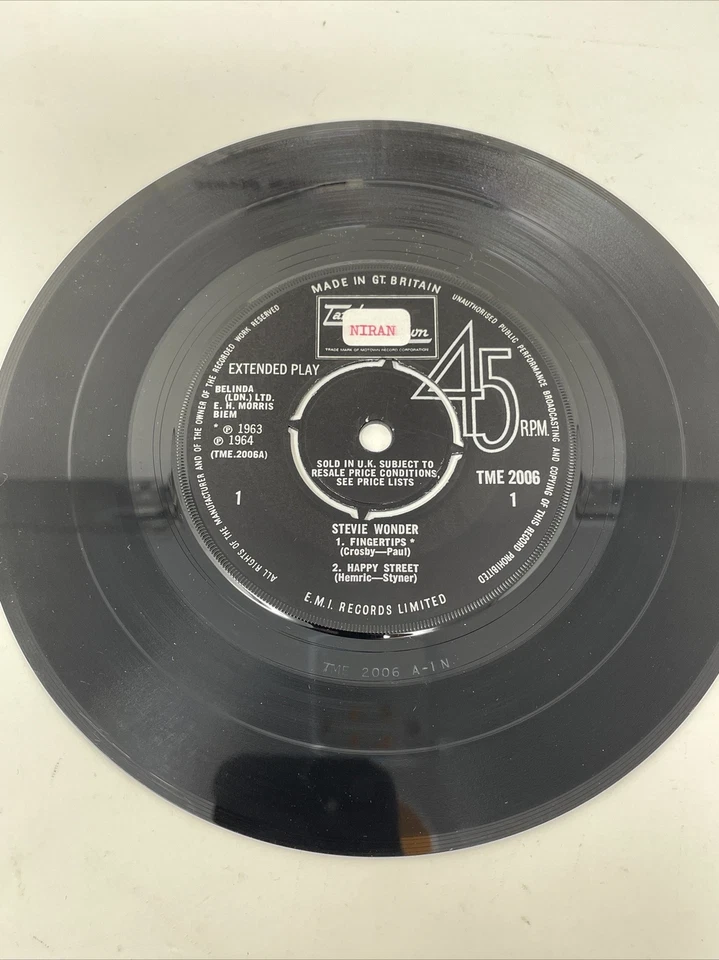 MADE IN GT. BRITAIN
ALL RIGHTS OF THE MANUFACTURER AND OF THE OWNER OF THE RECORDED WORK RESERVED
UNAUTHORISED PUBLIC PERFORMANCE BROADCASTING AND COPYING OF THIS RECORD PROHIBITED
NIRAN
TRADE MARK OF MOTOWN RECORD CORPORATION
EXTENDED PLAY
45
R.P.M.
BELINDA
(LDN.) LTD.
E. H. MORRIS
BIEM
* ℗ 1963
℗ 1964
(TME.2006A)
SOLD IN U.K. SUBJECT TO
RESALE PRICE CONDITIONS,
SEE PRICE LISTS
TME 2006
1
1
STEVIE WONDER
1. FINGERTIPS *
(Crosby—Paul)
2. HAPPY STREET
(Hemric—Styner)
E.M.I. RECORDS LIMITED
TME 2006 A-1N